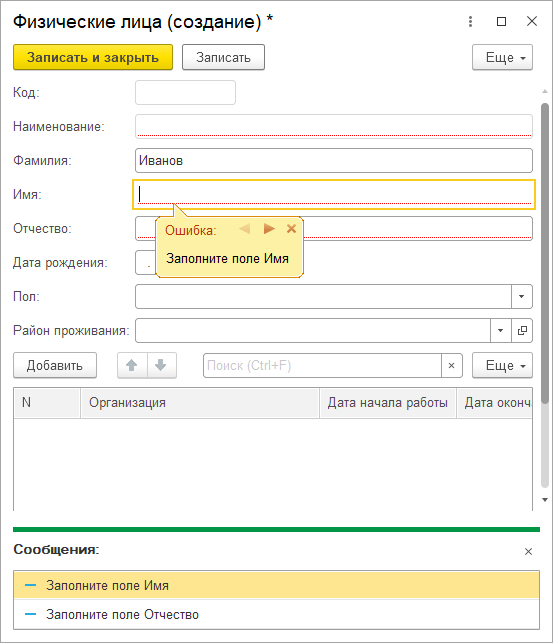 Физические лица (создание) *
Записать и закрыть Записать Еще
Код:
Наименование:
Фамилия: Иванов
Имя:
Отчество:
Ошибка:
Заполните поле Имя
Дата рождения: .
Пол:
Район проживания:
Добавить Поиск (Ctrl+F) × Еще
N Организация Дата начала работы Дата оконч
Сообщения:
Заполните поле Имя
Заполните поле Отчество